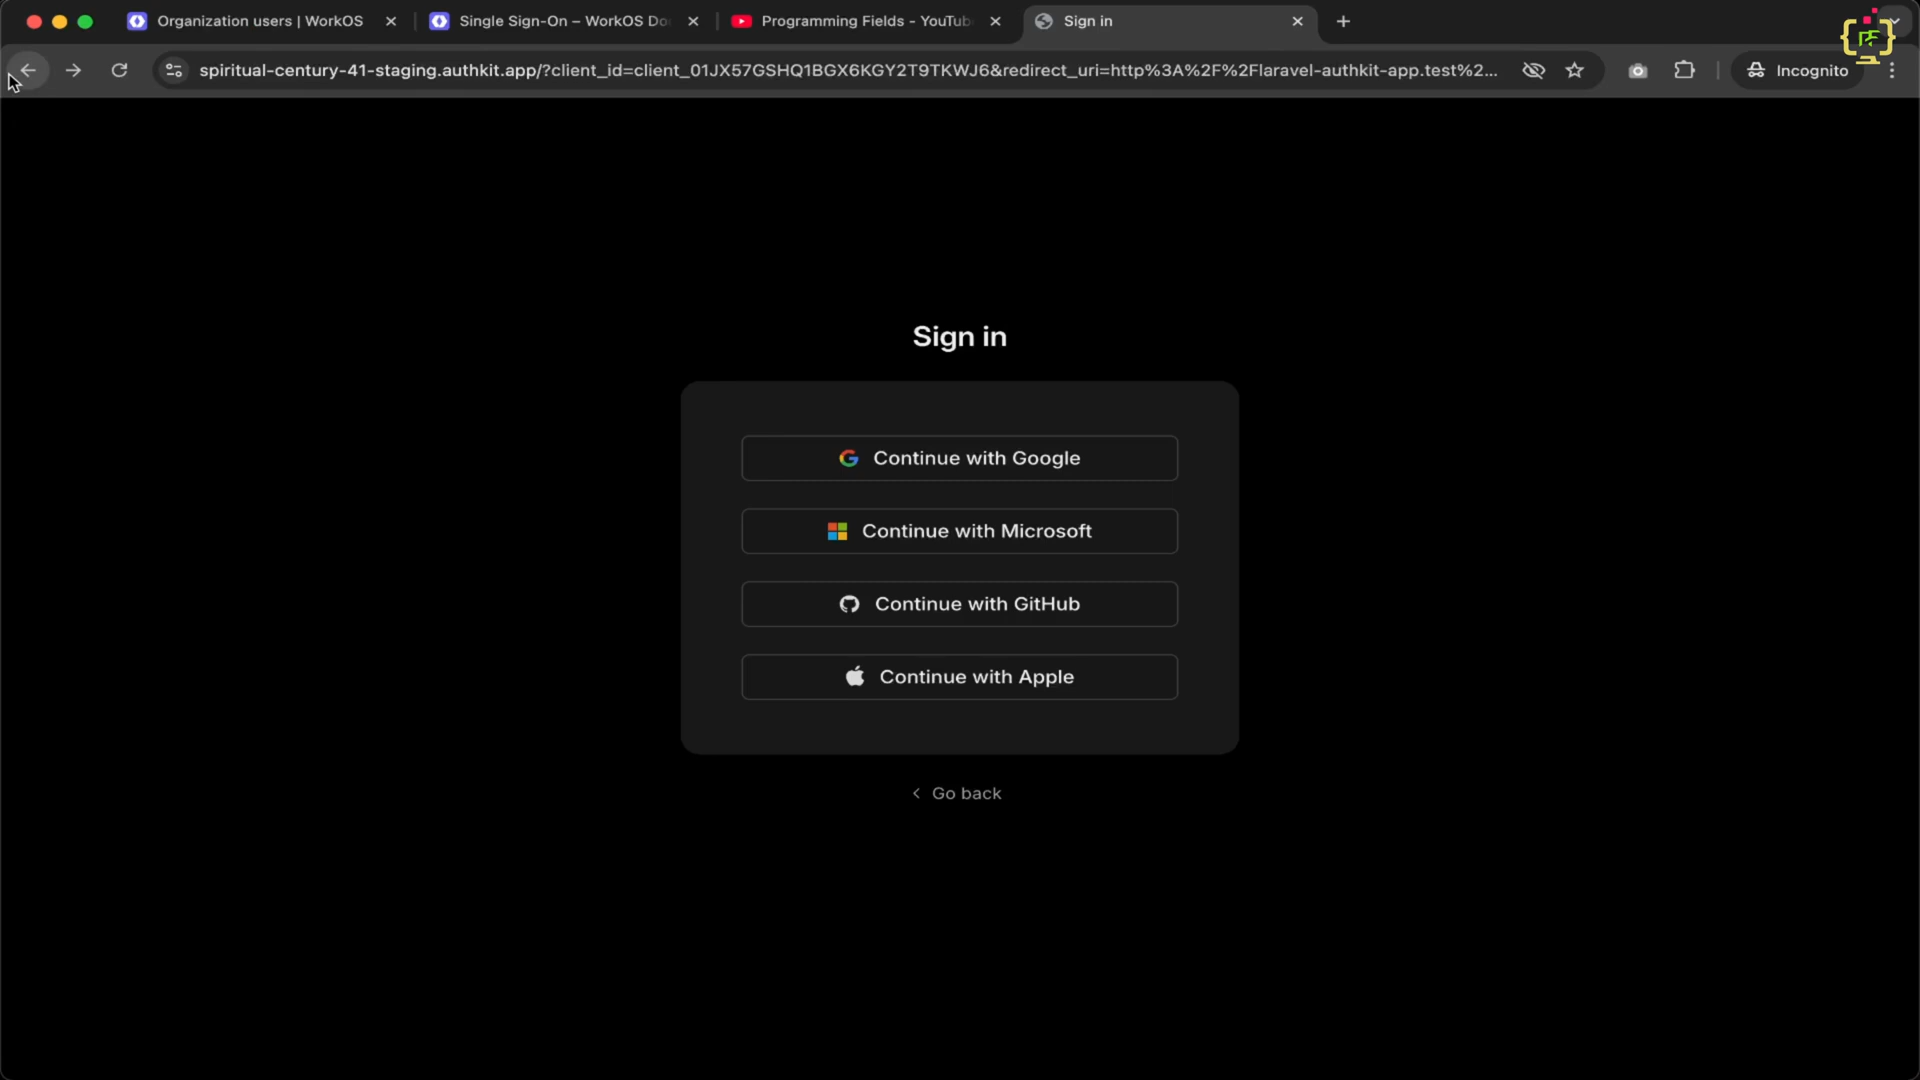 Organization users | WorkOS
Single Sign-On – WorkOS Do
Programming Fields - YouTub
Sign in
spiritual-century-41-staging.authkit.app/?client_id=client_01JX57GSHQ1BGX6KGY2T9TKWJ6&redirect_uri=http%3A%2F%2Flaravel-authkit-app.test%2...
Incognito
Sign in
Continue with Google
Continue with Microsoft
Continue with GitHub
Continue with Apple
Go back